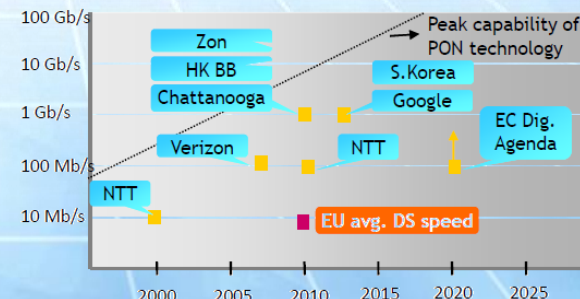 100 Gb/s
Peak capability of
PON technology
Zon
10 Gb/s
HK BB
S.Korea
Chattanooga
Google
1 Gb/s
EC Dig.
Agenda
Verizon
NTT
100 Mb/s
NTT
10 Mb/s
EU avg. DS speed
2000 2005 2010 2015 2020 2025